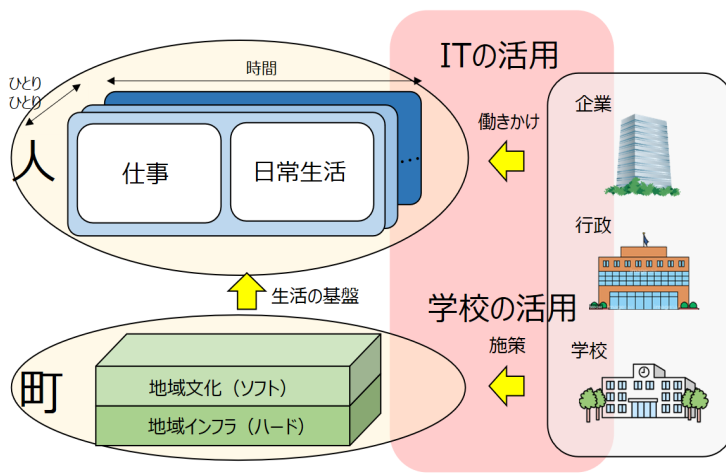 ITの活用
ひとり
ひとり
時間
人
仕事
日常生活
…
働きかけ
企業
行政
生活の基盤
学校の活用
施策
学校
町
地域文化（ソフト）
地域インフラ（ハード）